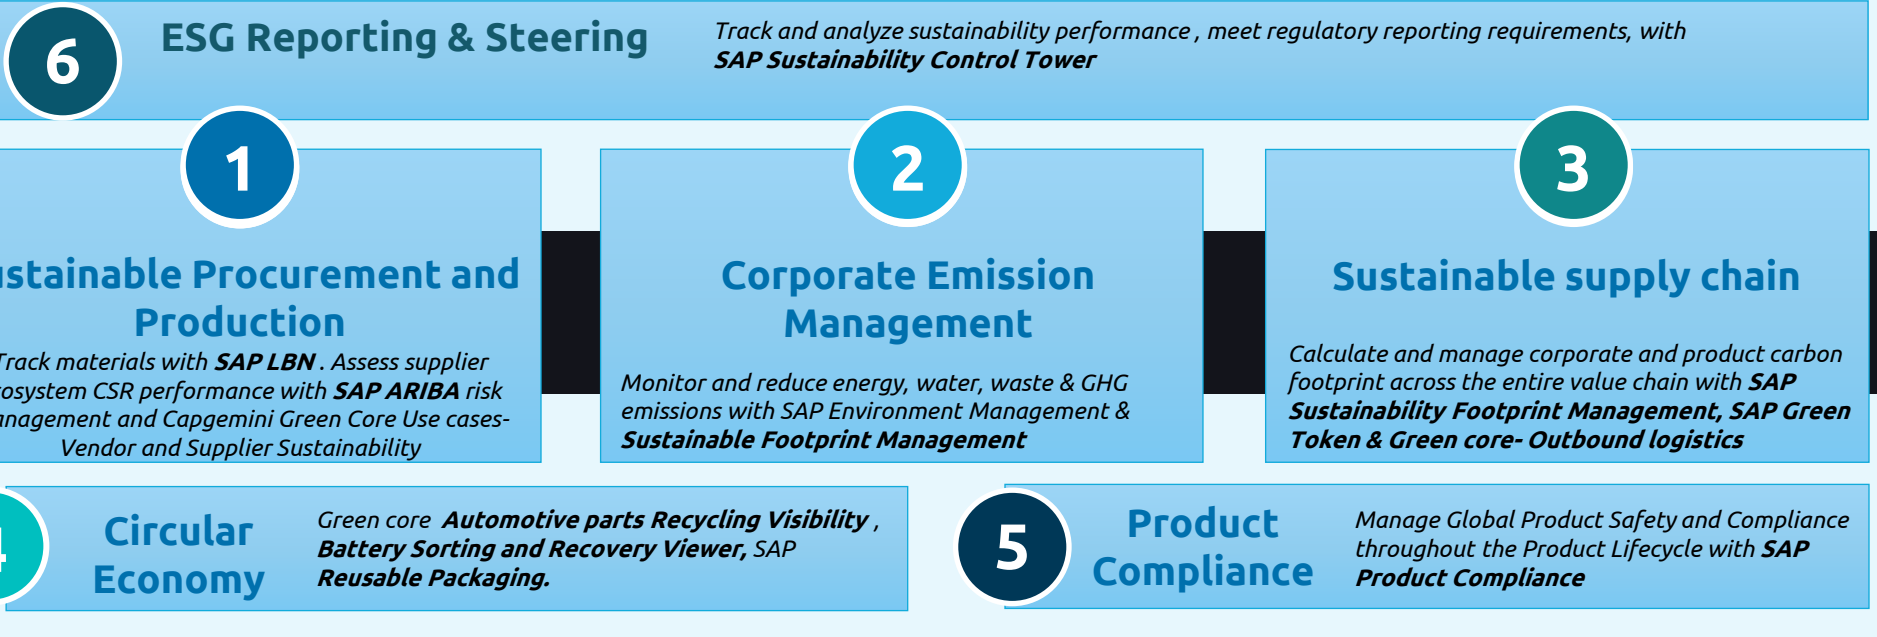 6
ESG Reporting & Steering
Track and analyze sustainability performance , meet regulatory reporting requirements, with
SAP Sustainability Control Tower
1
ustainable Procurement and
Production
Track materials with SAP LBN . Assess supplier
osystem CSR performance with SAP ARIBA risk
anagement and Capgemini Green Core Use cases-
Vendor and Supplier Sustainability
2
Corporate Emission
Management
Monitor and reduce energy, water, waste & GHG
emissions with SAP Environment Management &
Sustainable Footprint Management
3
Sustainable supply chain
Calculate and manage corporate and product carbon
footprint across the entire value chain with SAP
Sustainability Footprint Management, SAP Green
Token & Green core- Outbound logistics
4
Circular
Economy
Green core Automotive parts Recycling Visibility ,
Battery Sorting and Recovery Viewer, SAP
Reusable Packaging.
5
Product
Compliance
Manage Global Product Safety and Compliance
throughout the Product Lifecycle with SAP
Product Compliance